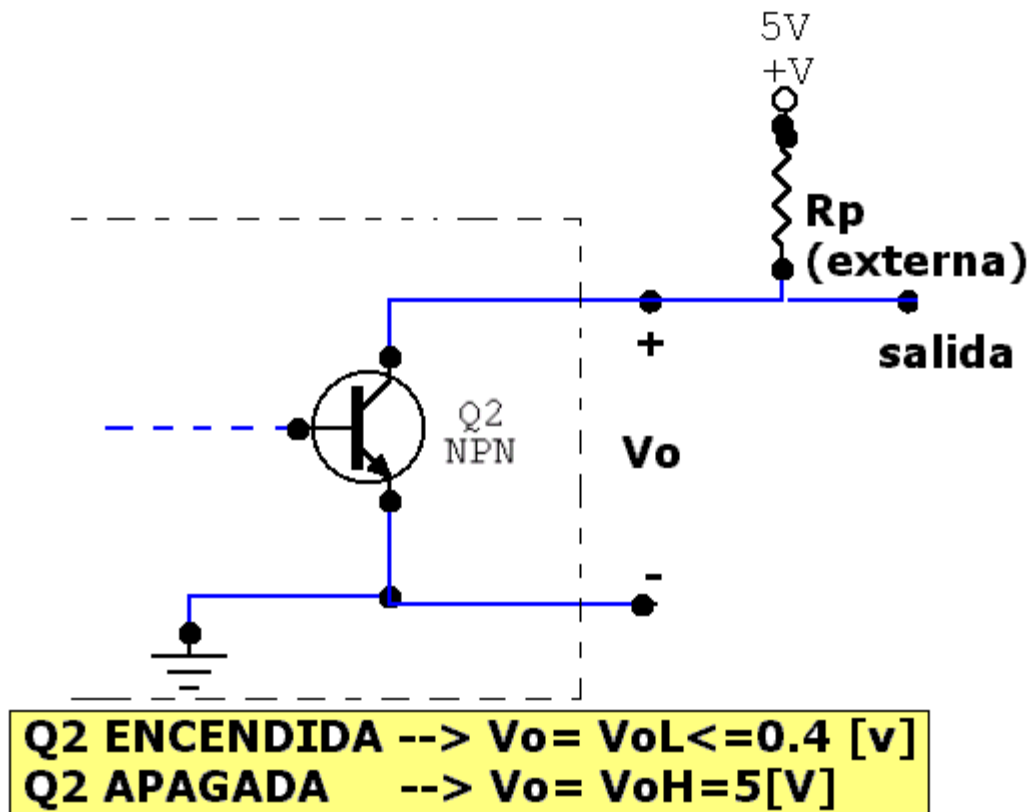 5V
+V
Rp
(externa)
+
salida
Q2
NPN
Vo
-
Q2 ENCENDIDA --> Vo= VoL<=0.4 [v]
Q2 APAGADA --> Vo= VoH=5[V]